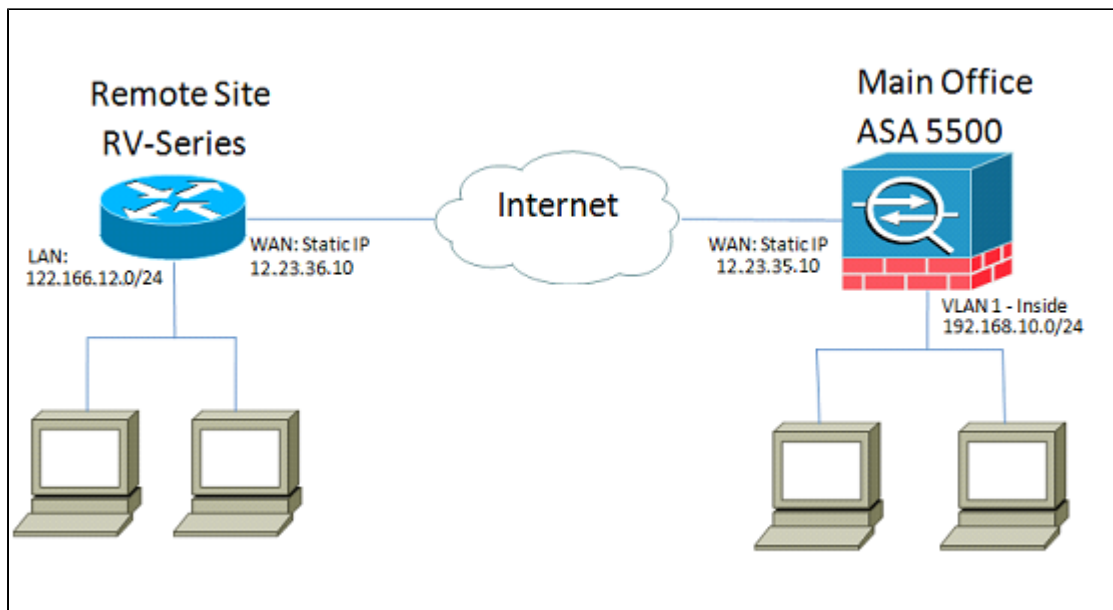 Remote Site
RV-Series
Main Office
ASA 5500
Internet
LAN:
122.166.12.0/24
WAN: Static IP
12.23.36.10
WAN: Static IP
12.23.35.10
VLAN 1 - Inside
192.168.10.0/24